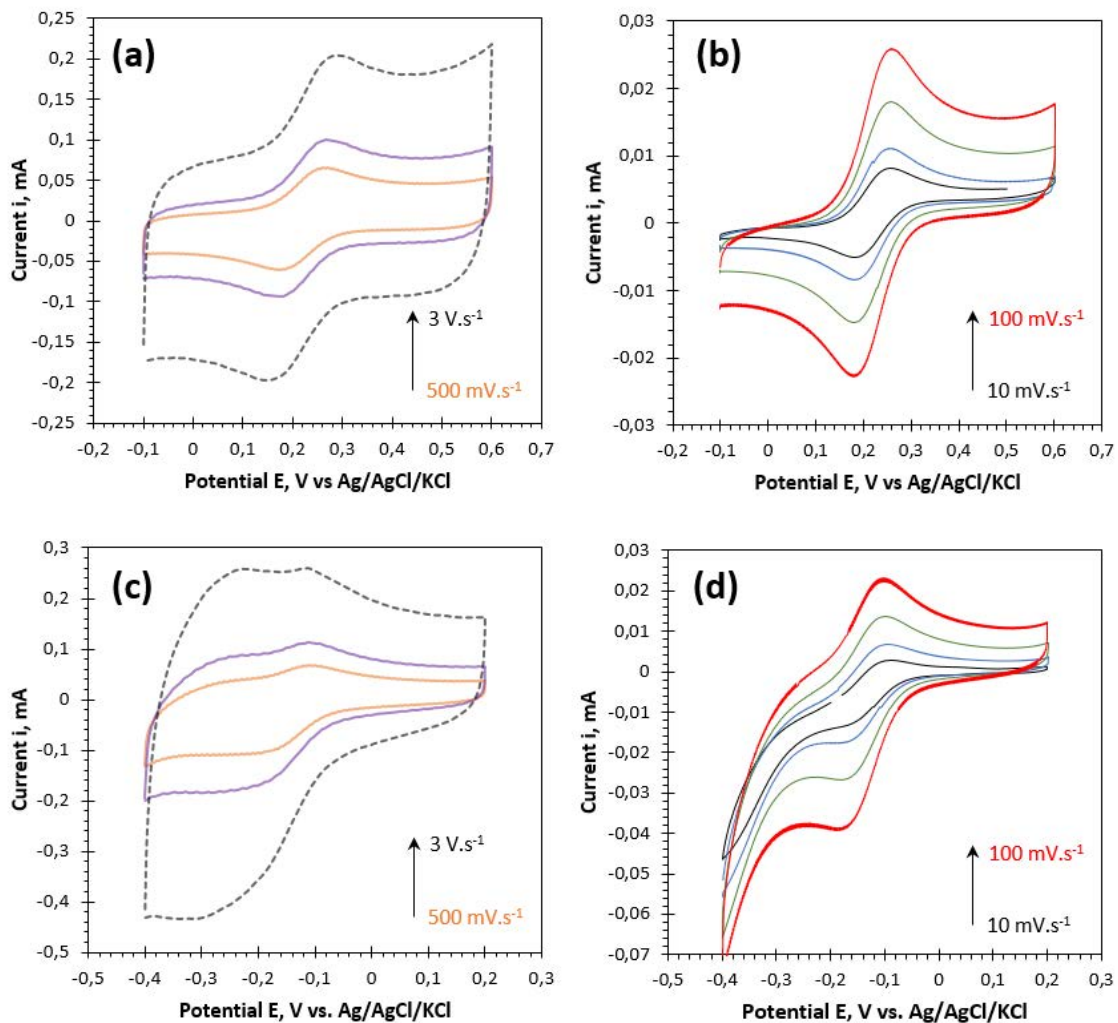 (a)
0,25
0,2
0,15
0,1
0,05
0
-0,05
-0,1
-0,15
-0,2
-0,25
Current i, mA
3 V.s⁻¹
500 mV.s⁻¹
-0,2 -0,1 0 0,1 0,2 0,3 0,4 0,5 0,6 0,7
Potential E, V vs Ag/AgCl/KCl
(b)
0,03
0,02
0,01
0
-0,01
-0,02
-0,03
Current i, mA
100 mV.s⁻¹
10 mV.s⁻¹
-0,2 -0,1 0 0,1 0,2 0,3 0,4 0,5 0,6 0,7
Potential E, V vs Ag/AgCl/KCl
(c)
0,3
0,2
0,1
0
-0,1
-0,2
-0,3
-0,4
-0,5
Current i, mA
3 V.s⁻¹
500 mV.s⁻¹
-0,5 -0,4 -0,3 -0,2 -0,1 0 0,1 0,2 0,3
Potential E, V vs. Ag/AgCl/KCl
(d)
0,03
0,02
0,01
0
-0,01
-0,02
-0,03
-0,04
-0,05
-0,06
-0,07
Current i, mA
100 mV.s⁻¹
10 mV.s⁻¹
-0,5 -0,4 -0,3 -0,2 -0,1 0 0,1 0,2 0,3
Potential E, V vs. Ag/AgCl/KCl